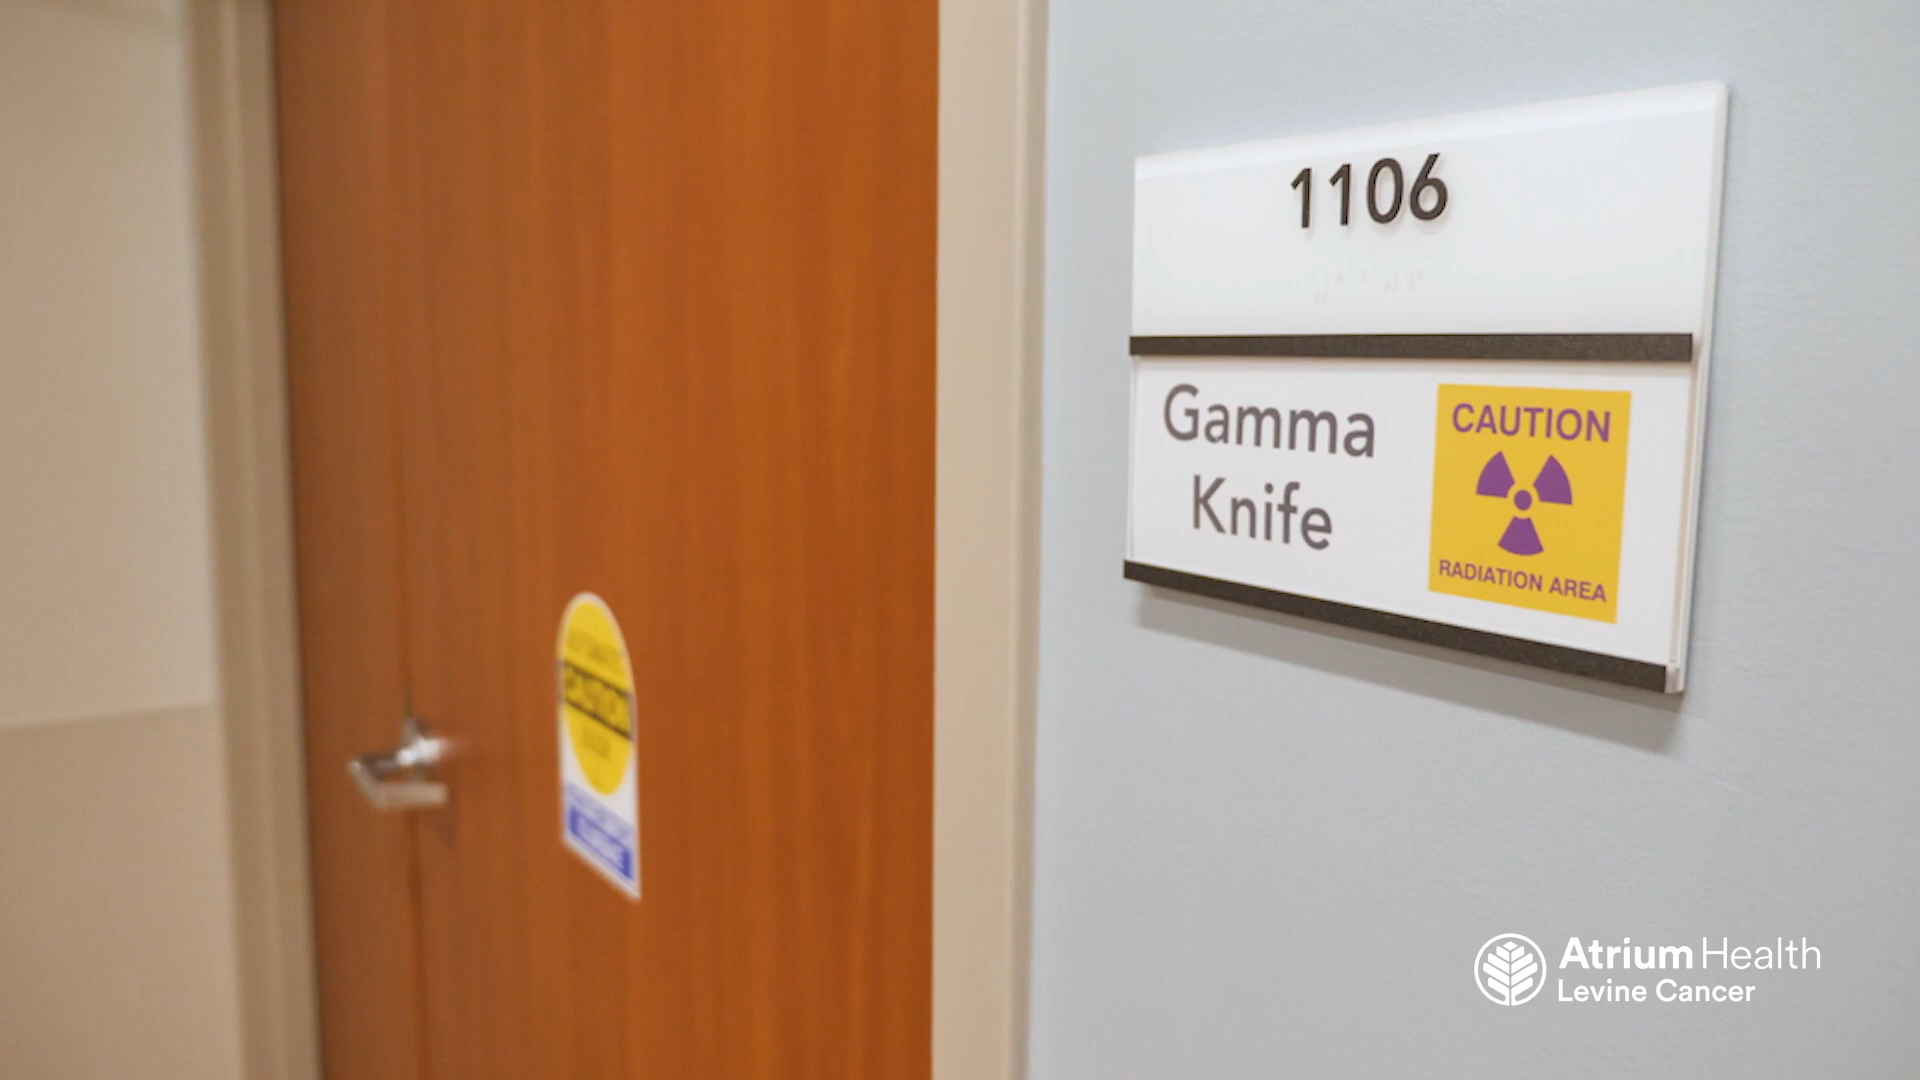 1106
Gamma
Knife
CAUTION
RADIATION AREA
Atrium Health
Levine Cancer